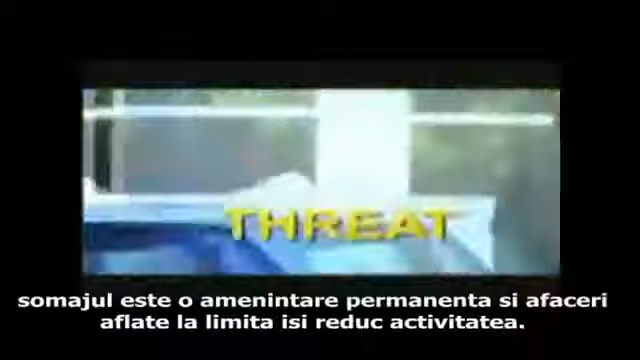 THREAT
somajul este o amenintare permanenta si afaceri
aflate la limita isi reduc activitatea.